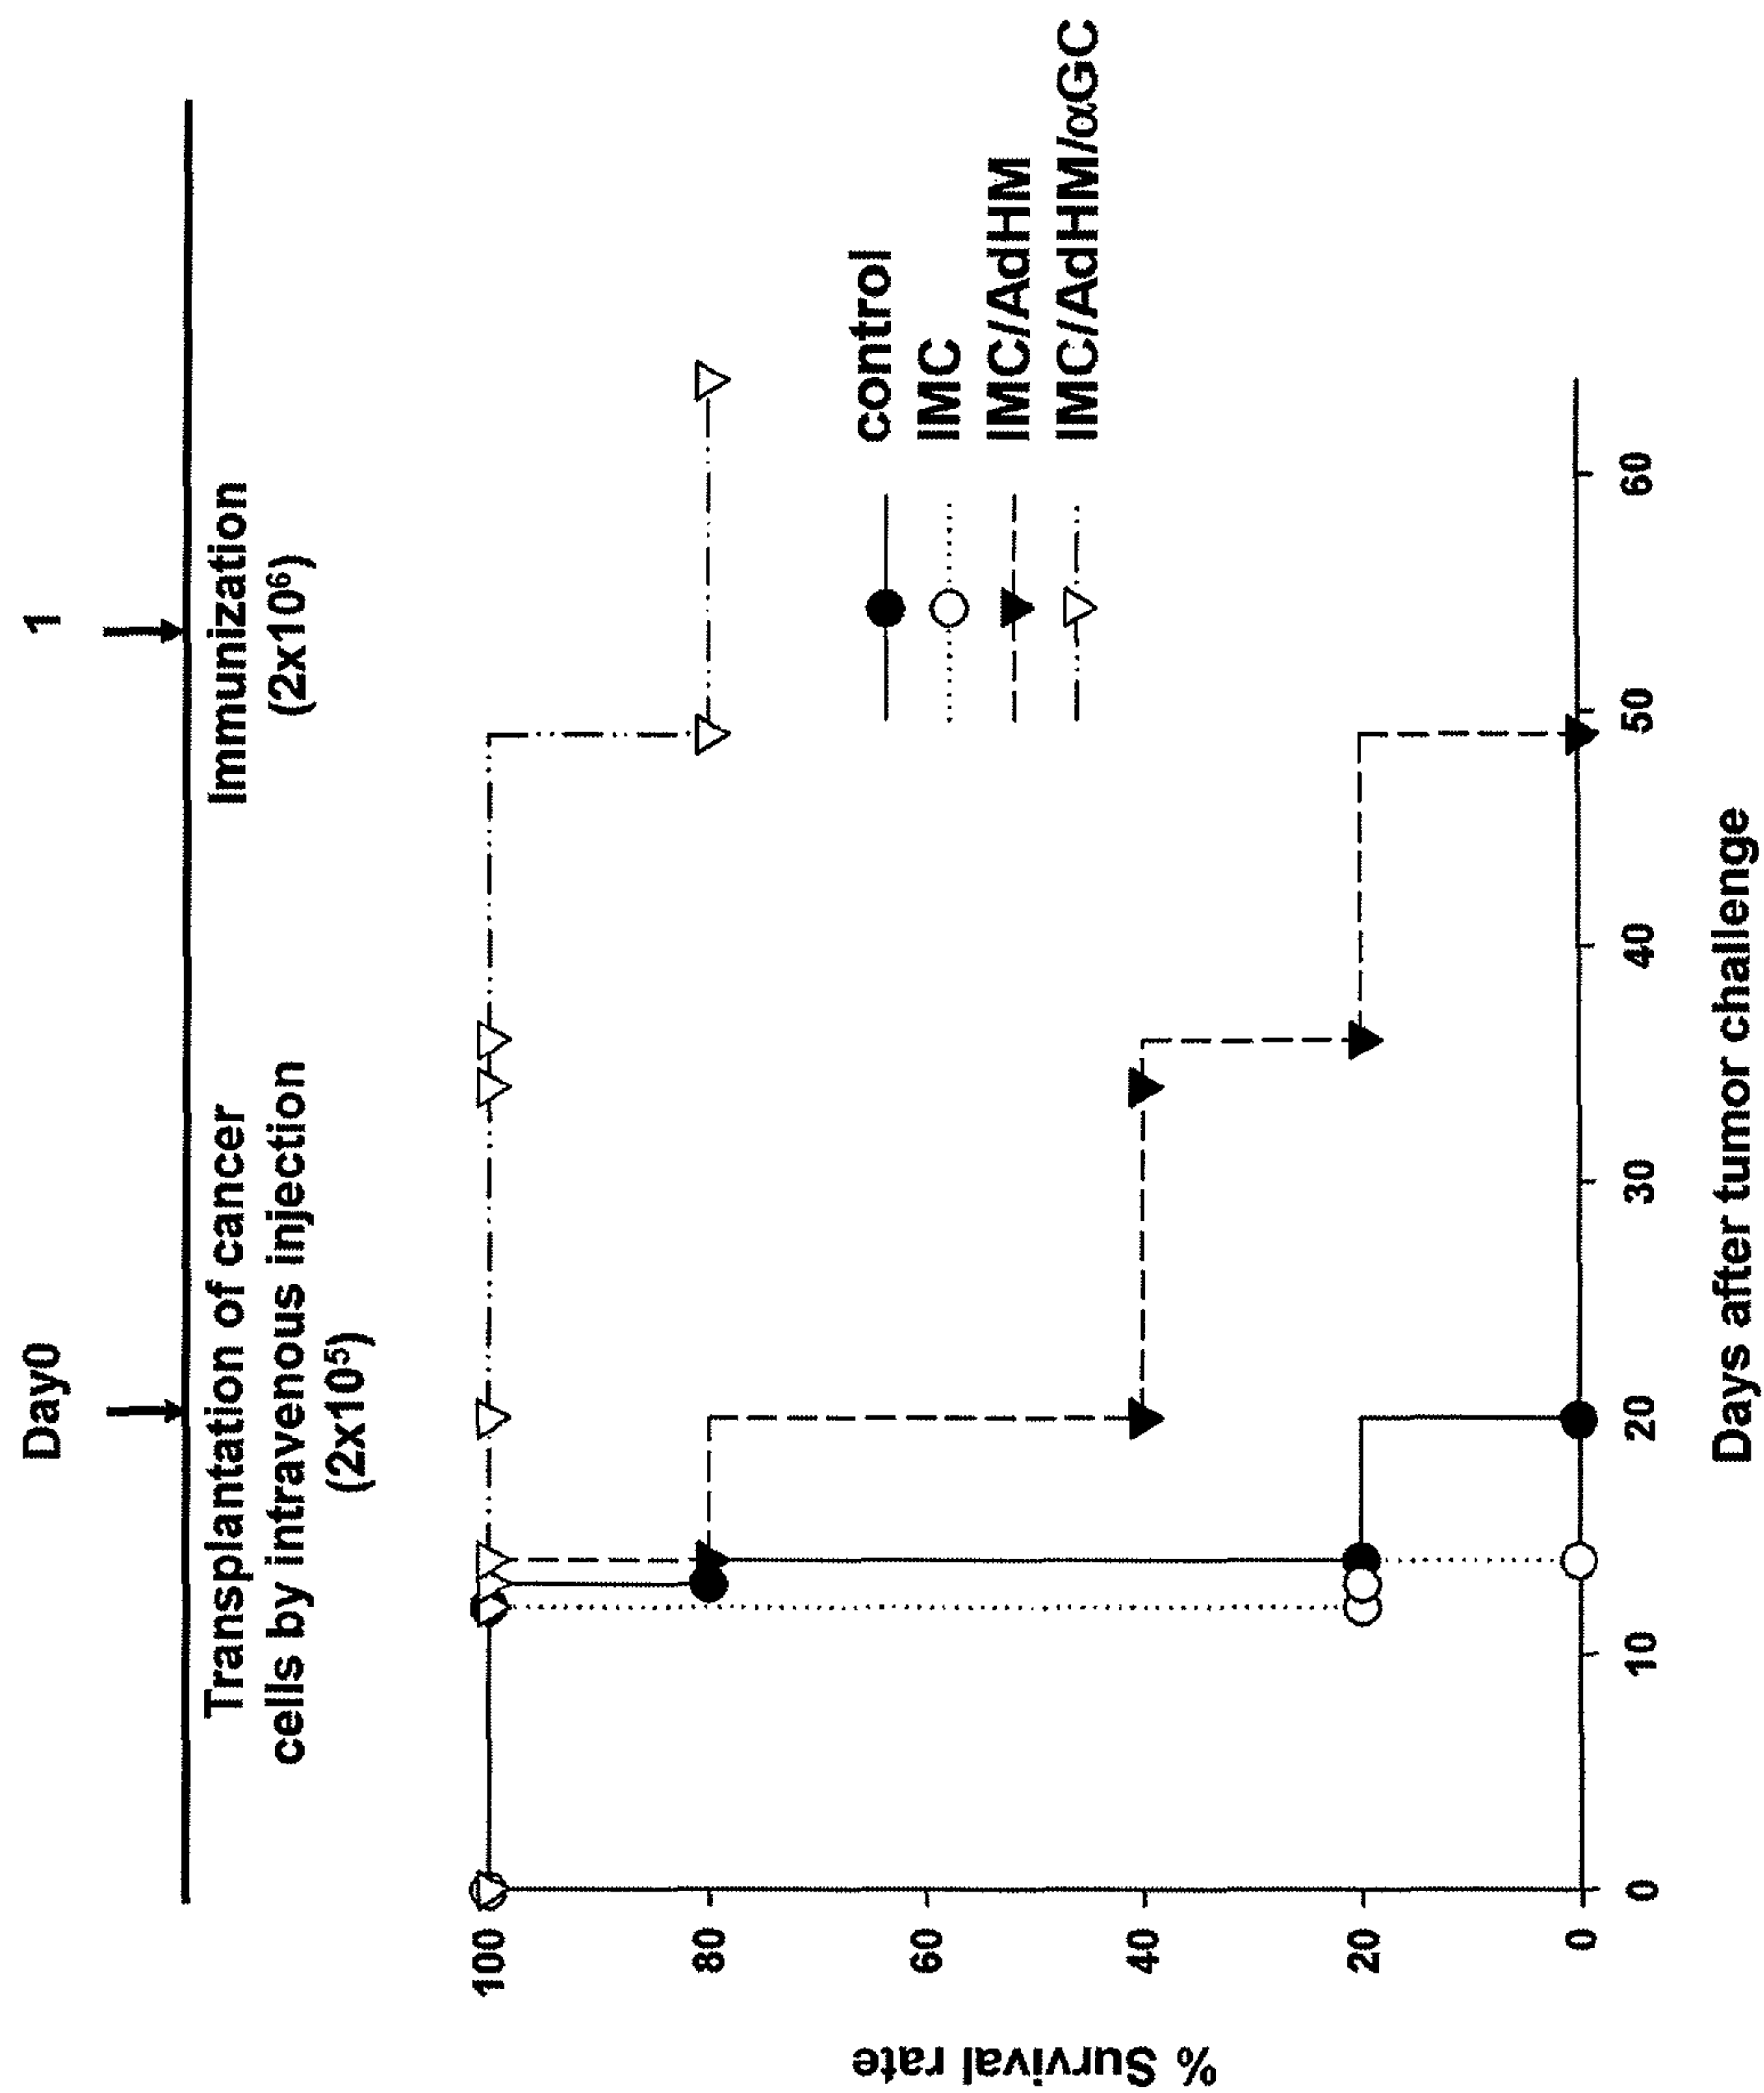 Day0
1
Transplantation of cancer
cells by intravenous injection
(2x10⁵)
Immunization
(2x10⁶)
% Survival rate
100
80
60
40
20
0
0
10
20
30
40
50
60
Days after tumor challenge
control
IMC
IMC/AdHM
IMC/AdHM/αGC